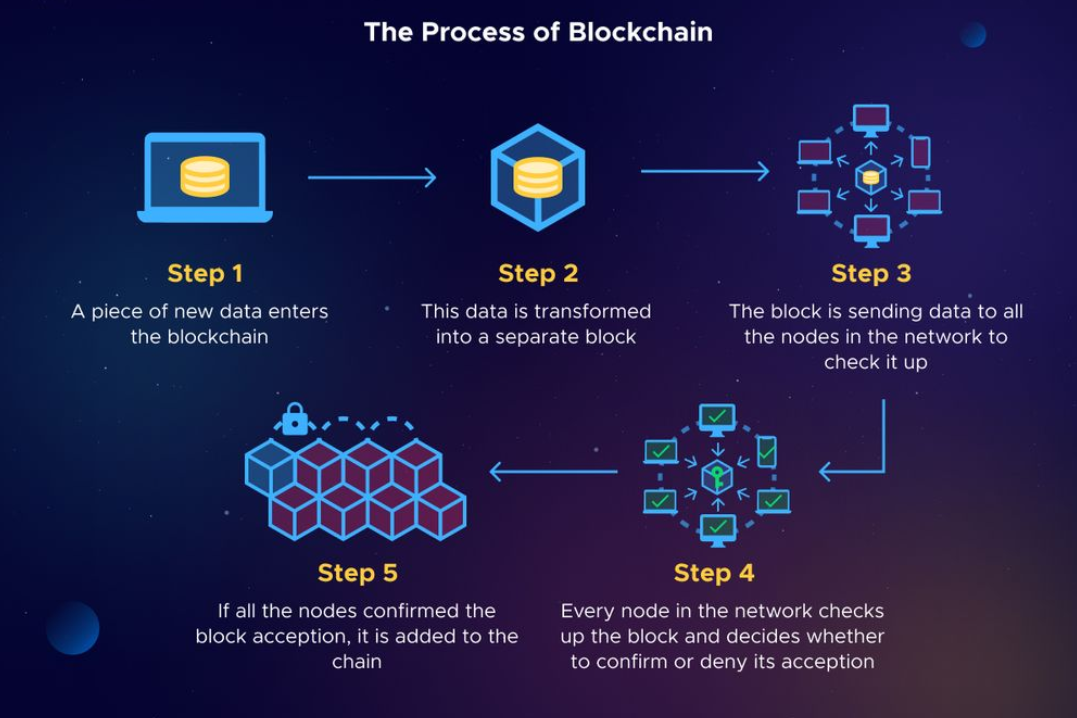 The Process of Blockchain
Step 1
A piece of new data enters
the blockchain
Step 2
This data is transformed
into a separate block
Step 3
The block is sending data to all
the nodes in the network to
check it up
Step 4
Every node in the network checks
up the block and decides whether
to confirm or deny its acception
Step 5
If all the nodes confirmed the
block acception, it is added to the
chain